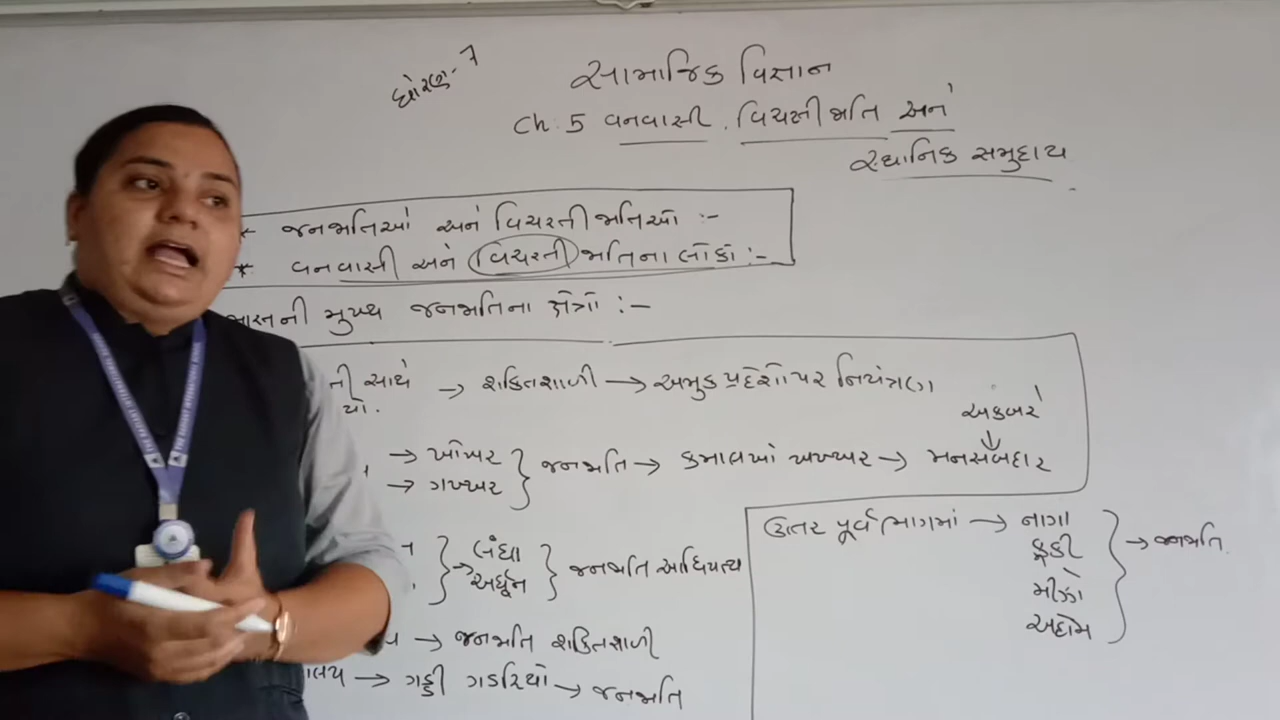 ધોરણ- 7
સામાજિક વિજ્ઞાન
Ch: 5 વનવાસી, વિચરતી જાતિ અને
સ્થાનિક સમુદાય
* જનજાતિઓ અને વિચરતી જાતિઓ :-
* વનવાસી અને વિચરતી જાતિના લોકો :-
ભારતની મુખ્ય જનજાતિના ક્ષેત્રો :-
ની સાથે → શક્તિશાળી → અમુક પ્રદેશોપર નિયંત્રણ
અકબરે
→ ખોખર
→ ગખ્ખર } જનજાતિ → કમાલખાં ગખ્ખર → મનસબદાર
ઉત્તર પૂર્વ ભાગમાં → નાગા
કૂકી
મીઝો
અહોમ } → જનજાતિ
} → લંઘા
અર્ઘૂન } જનજાતિ આધિપત્ય
→ જનજાતિ શક્તિશાળી
→ ગડ્ડી ગડરિયો → જનજાતિ